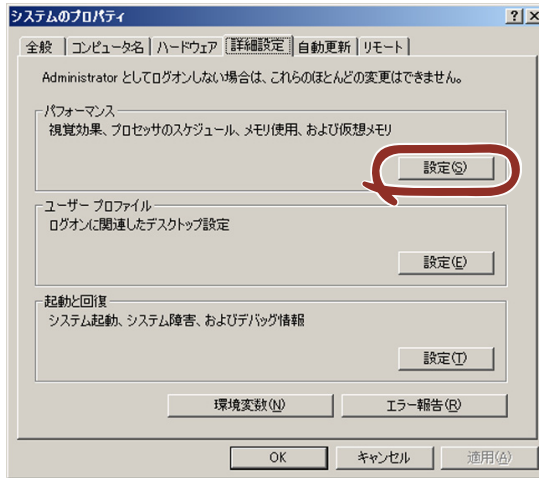 システムのプロパティ
全般 コンピュータ名 ハードウェア 詳細設定 自動更新 リモート
Administrator としてログオンしない場合は、これらのほとんどの変更はできません。
パフォーマンス
視覚効果、プロセッサのスケジュール、メモリ使用、および仮想メモリ
設定(S)
ユーザー プロファイル
ログオンに関連したデスクトップ設定
設定(E)
起動と回復
システム起動、システム障害、およびデバッグ情報
設定(T)
環境変数(N) エラー報告(R)
OK キャンセル 適用(A)